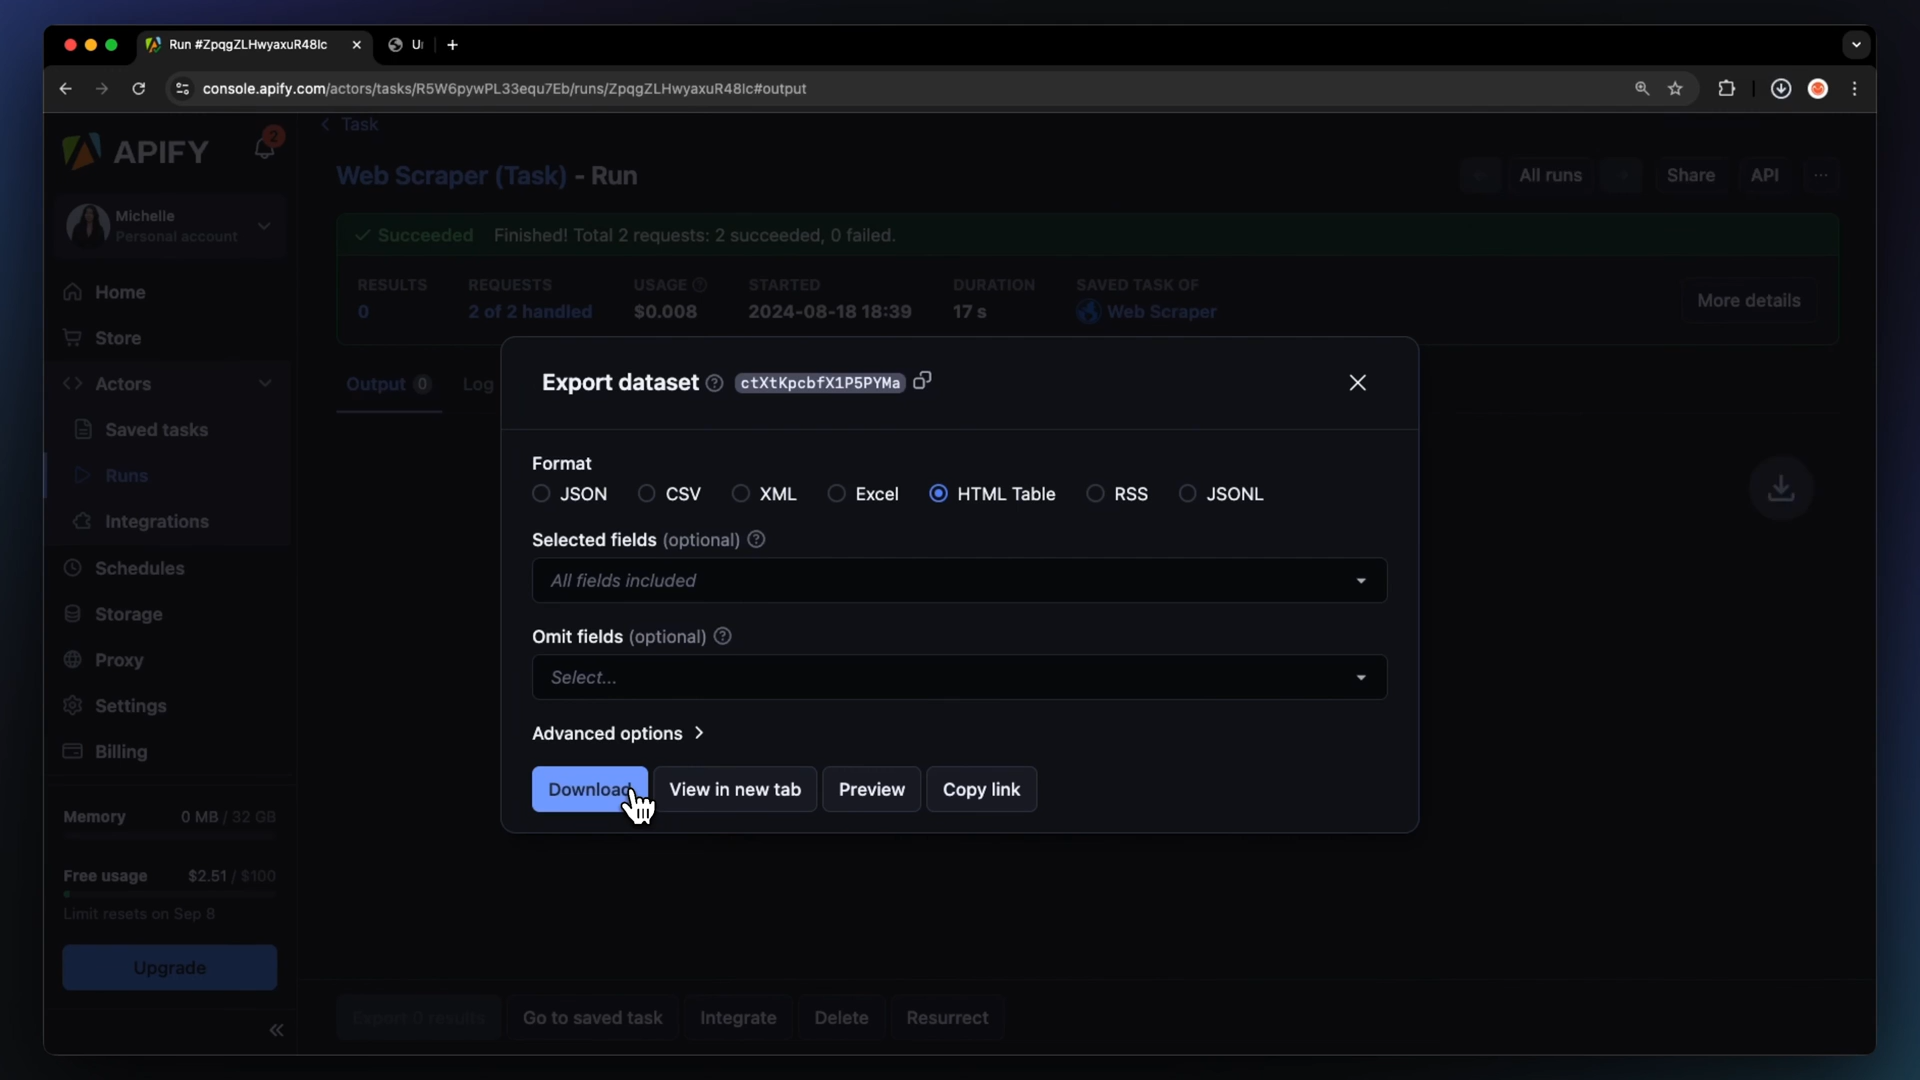 Run #ZpqgZLHwyaxuR48Ic
console.apify.com/actors/tasks/R5W6pywPL33equ7Eb/runs/ZpqgZLHwyaxuR48Ic#output
APIFY
2
Michelle
Personal account
Home
Store
Actors
Saved tasks
Runs
Integrations
Schedules
Storage
Proxy
Settings
Billing
Memory 0 MB / 32 GB
Free usage $2.51 / $100
Limit resets on Sep 8
Upgrade
Task
Web Scraper (Task) - Run
All runs
Share
API
Succeeded Finished! Total 2 requests: 2 succeeded, 0 failed.
RESULTS REQUESTS USAGE STARTED DURATION SAVED TASK OF
0 2 of 2 handled $0.008 2024-08-18 18:39 17 s Web Scraper
More details
Output 0 Log
Export dataset ctXtKpcbfX1P5PYMa
Format
JSON CSV XML Excel HTML Table RSS JSONL
Selected fields (optional)
All fields included
Omit fields (optional)
Select...
Advanced options
Download View in new tab Preview Copy link
Export 0 results Go to saved task Integrate Delete Resurrect